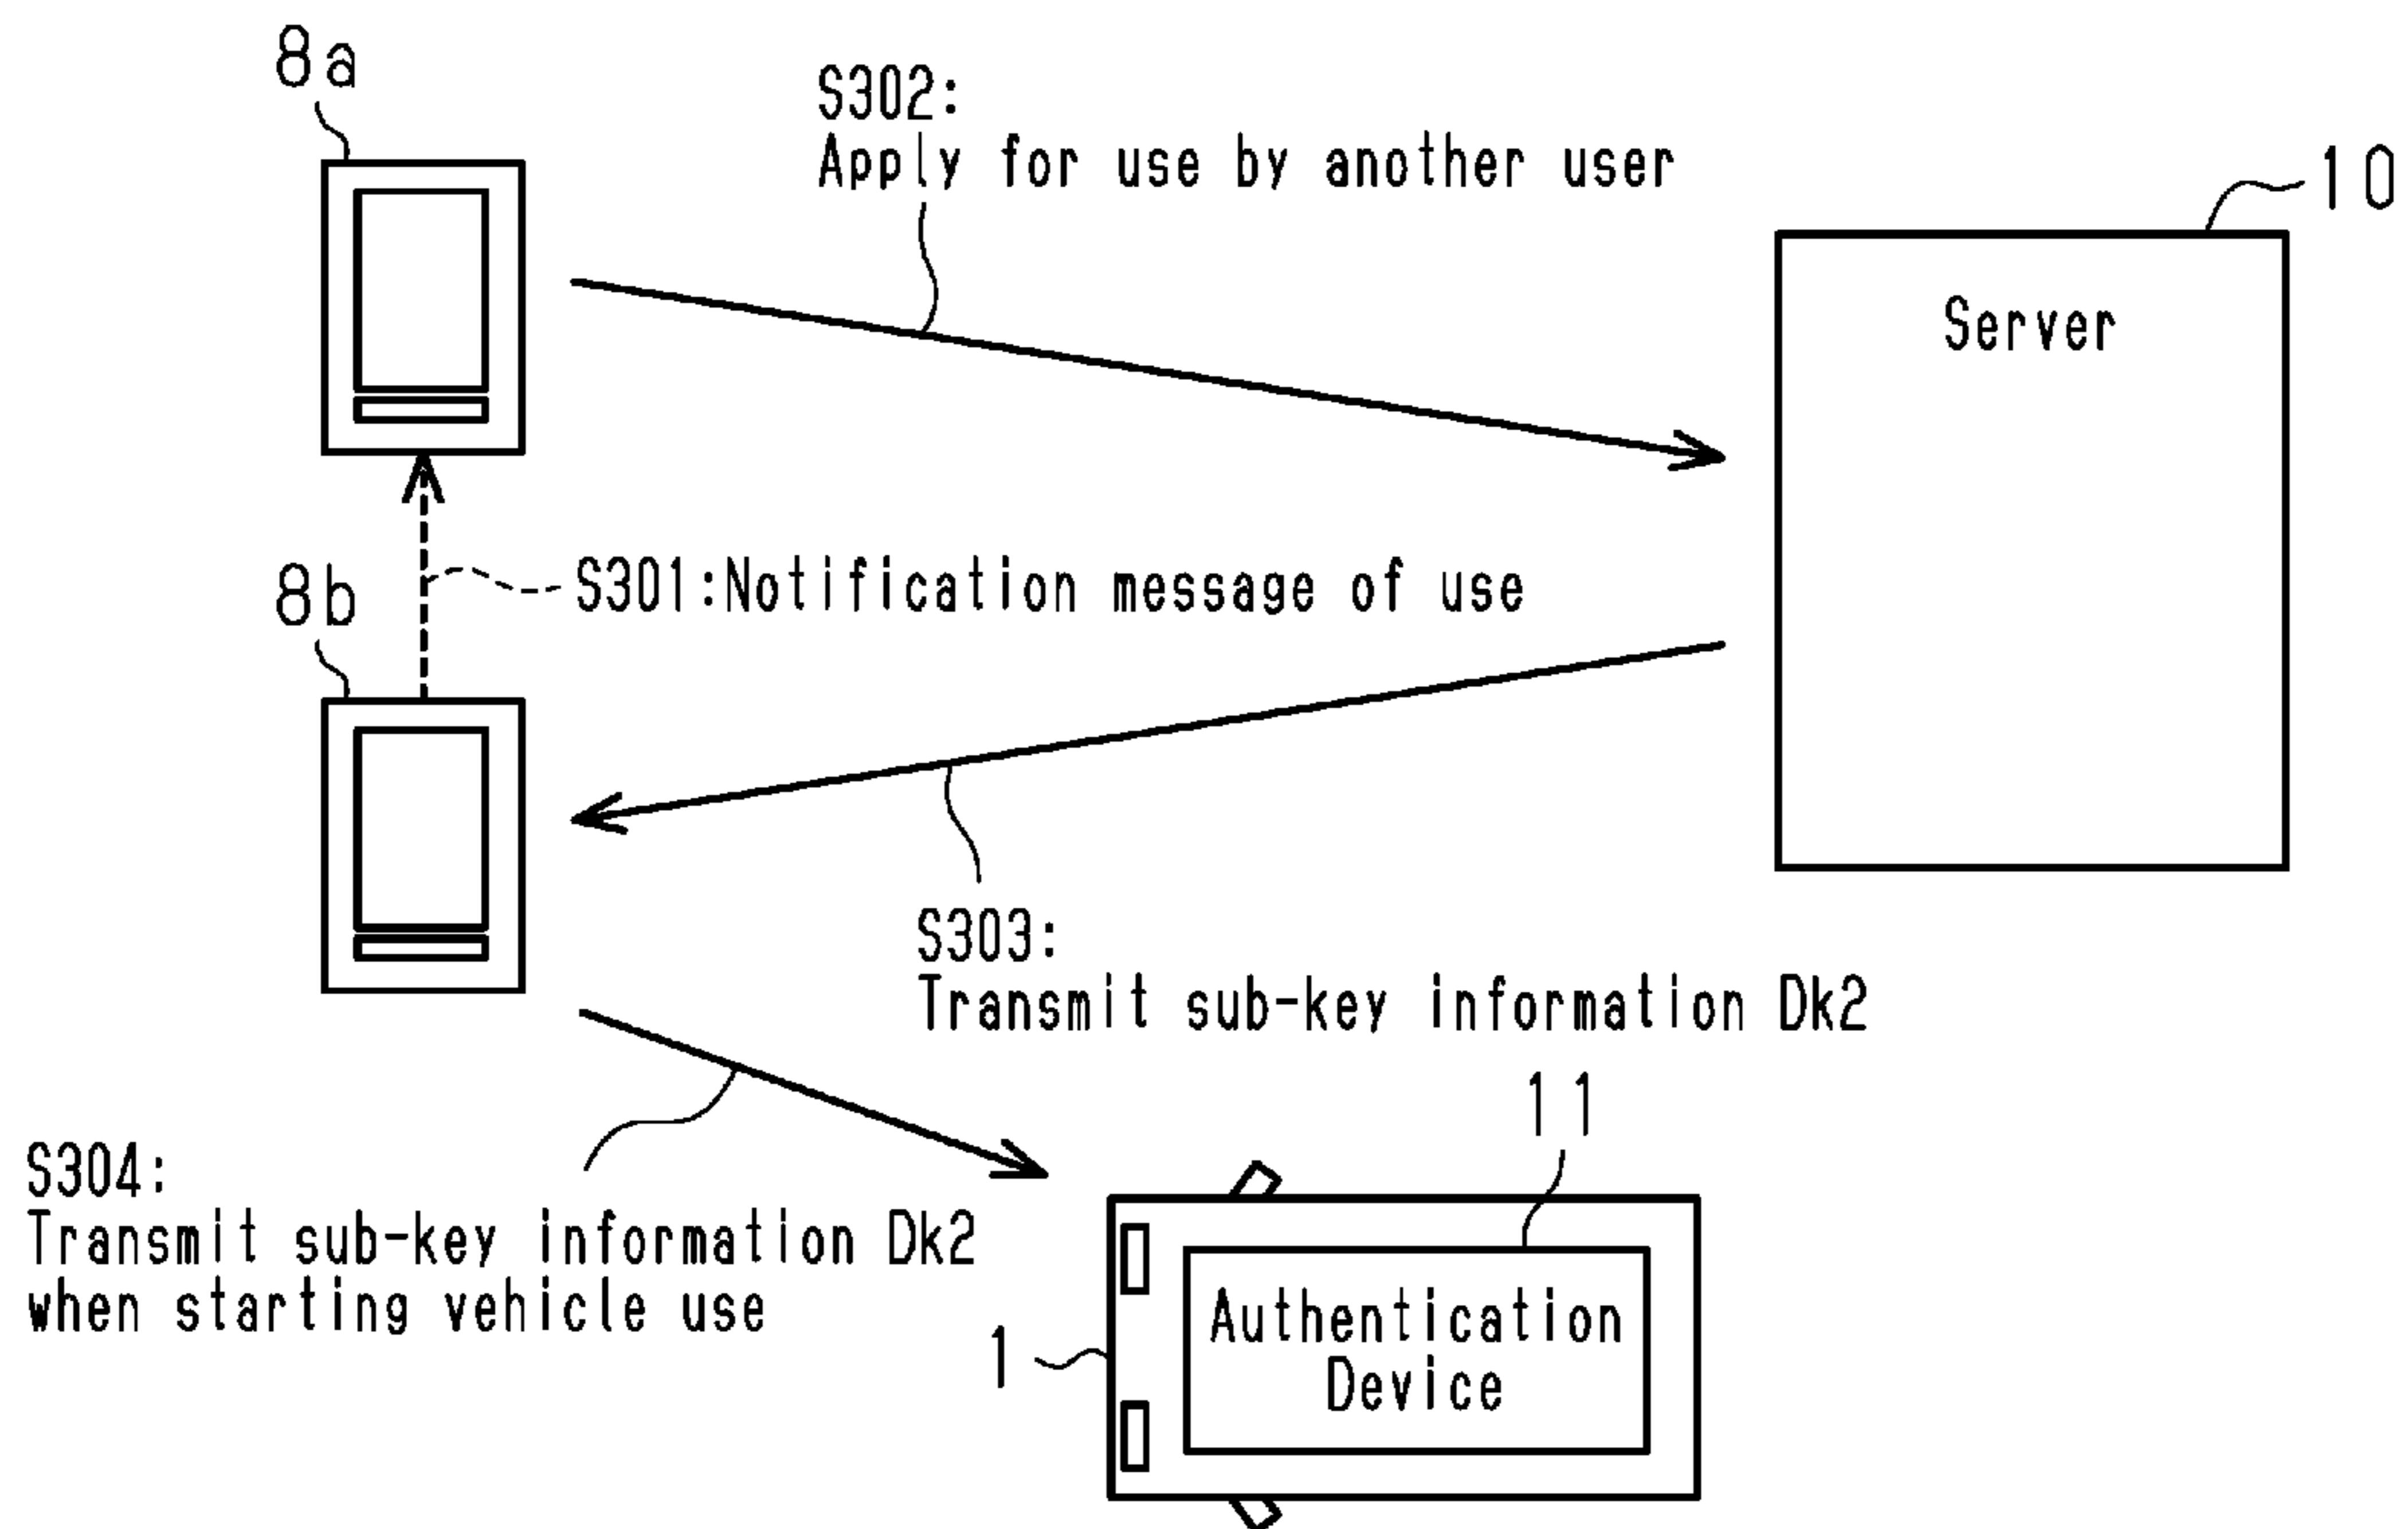 8a
S302:
Apply for use by another user
10
Server
8b
S301:Notification message of use
S303:
Transmit sub-key information Dk2
11
S304:
Transmit sub-key information Dk2
when starting vehicle use
1
Authentication
Device